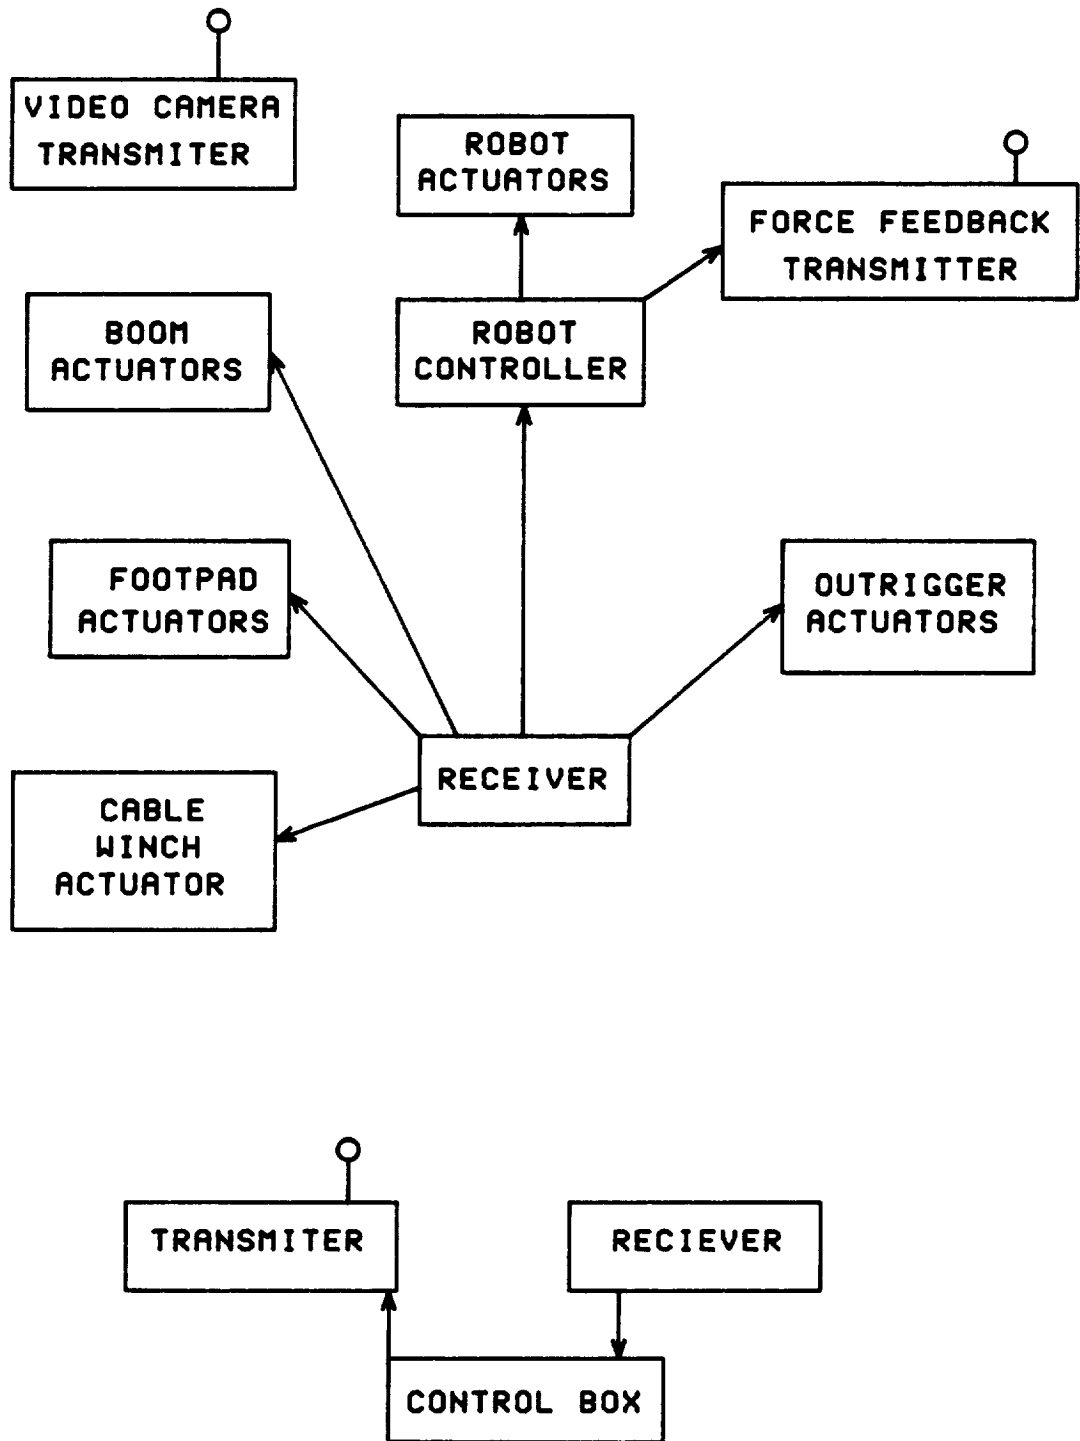 VIDEO CAMERA
TRANSMITER
ROBOT
ACTUATORS
FORCE FEEDBACK
TRANSMITTER
BOOM
ACTUATORS
ROBOT
CONTROLLER
FOOTPAD
ACTUATORS
OUTRIGGER
ACTUATORS
RECEIVER
CABLE
WINCH
ACTUATOR
TRANSMITER
RECIEVER
CONTROL BOX